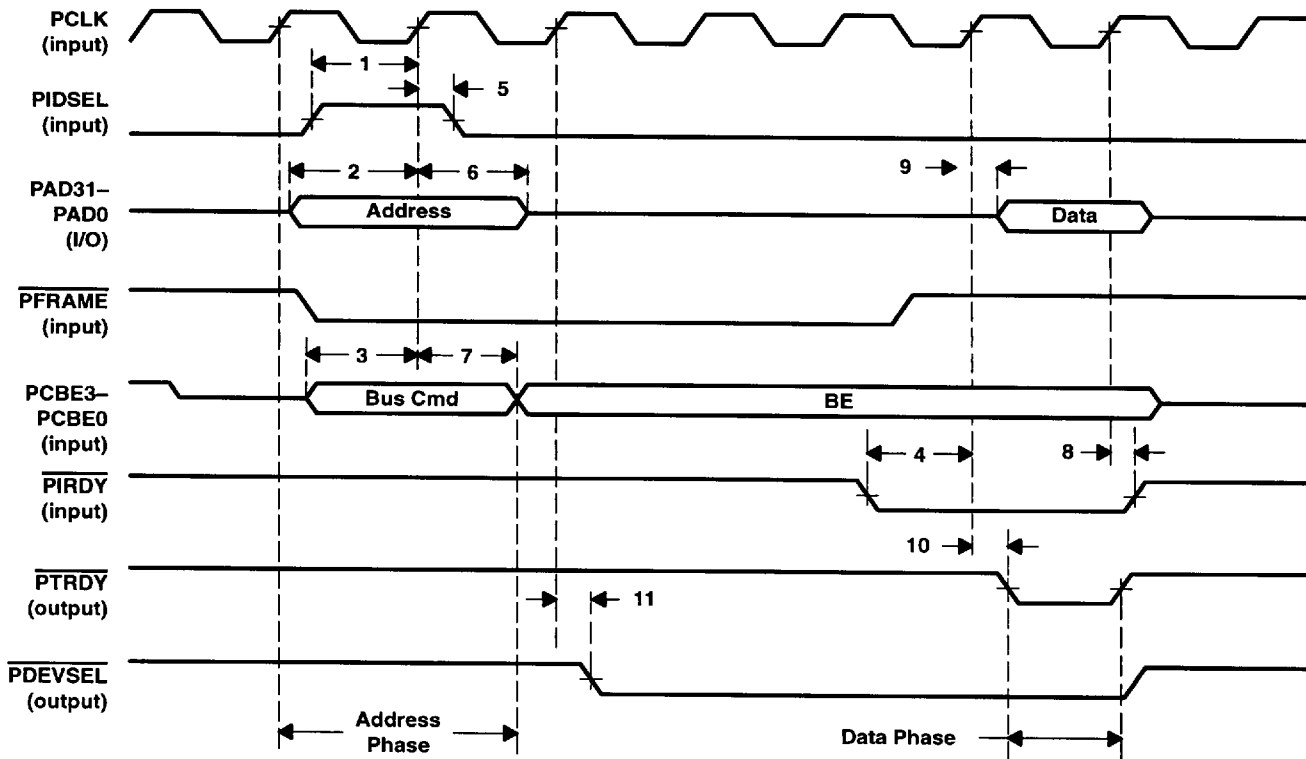 PCLK
(input)
1
5
PIDSEL
(input)
2
6
9
PAD31–
PAD0
(I/O)
Address
Data
PFRAME
(input)
3
7
PCBE3–
PCBE0
(input)
Bus Cmd
BE
4
8
PIRDY
(input)
10
PTRDY
(output)
11
PDEVSEL
(output)
Address
Phase
Data Phase